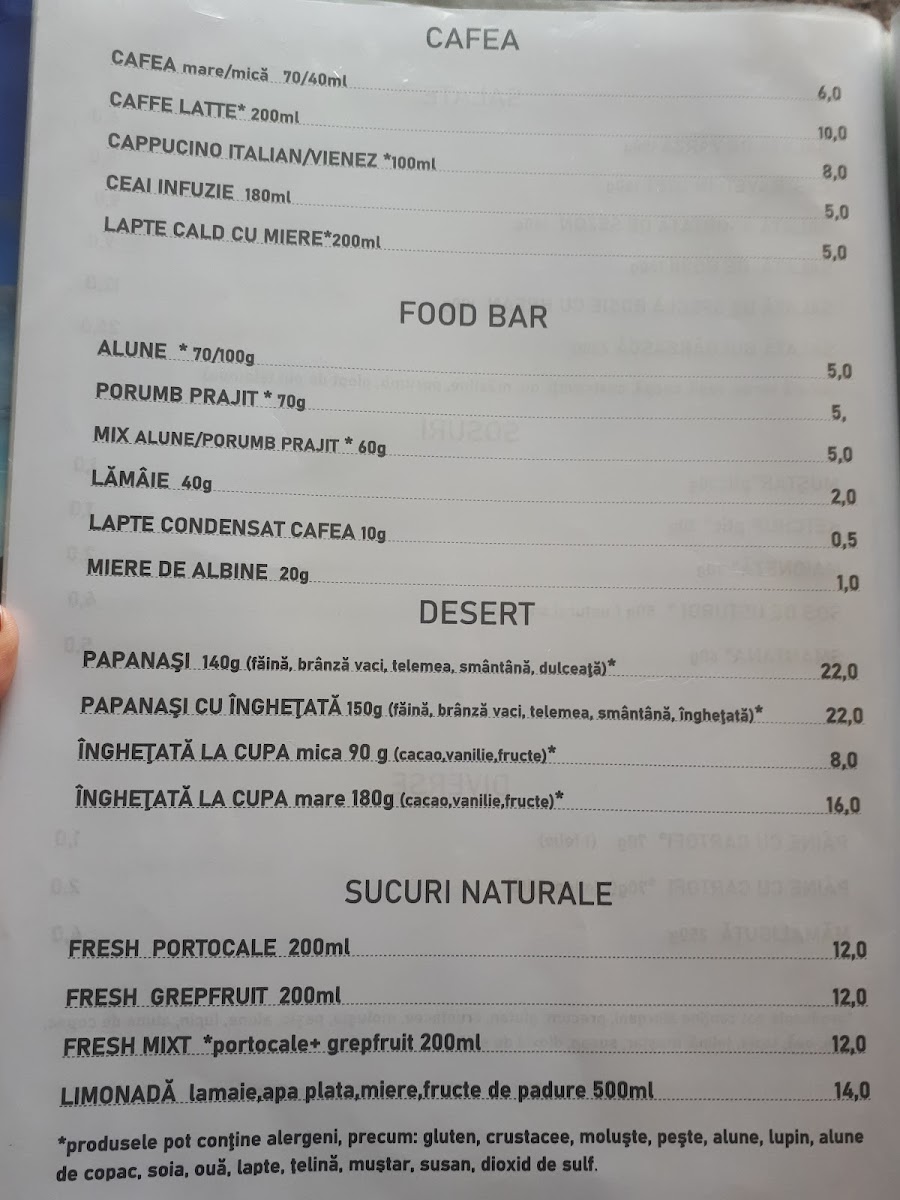 CAFEA
CAFEA mare/mică 70/40ml 6,0
CAFFE LATTE* 200ml 10,0
CAPPUCINO ITALIAN/VIENEZ *100ml 8,0
CEAI INFUZIE 180ml 5,0
LAPTE CALD CU MIERE*200ml 5,0
FOOD BAR
ALUNE * 70/100g 5,0
PORUMB PRAJIT * 70g 5,
MIX ALUNE/PORUMB PRAJIT * 60g 5,0
LĂMÂIE 40g 2,0
LAPTE CONDENSAT CAFEA 10g 0,5
MIERE DE ALBINE 20g 1,0
DESERT
PAPANAŞI 140g (făină, brânză vaci, telemea, smântână, dulceaţă)* 22,0
PAPANAŞI CU ÎNGHEŢATĂ 150g (făină, brânză vaci, telemea, smântână, îngheţată)* 22,0
ÎNGHEŢATĂ LA CUPA mica 90 g (cacao,vanilie,fructe)* 8,0
ÎNGHEŢATĂ LA CUPA mare 180g (cacao,vanilie,fructe)* 16,0
SUCURI NATURALE
FRESH PORTOCALE 200ml 12,0
FRESH GREPFRUIT 200ml 12,0
FRESH MIXT *portocale+ grepfruit 200ml 12,0
LIMONADĂ lamaie,apa plata,miere,fructe de padure 500ml 14,0
*produsele pot conţine alergeni, precum: gluten, crustacee, moluşte, peşte, alune, lupin, alune
de copac, soia, ouă, lapte, ţelină, muştar, susan, dioxid de sulf.